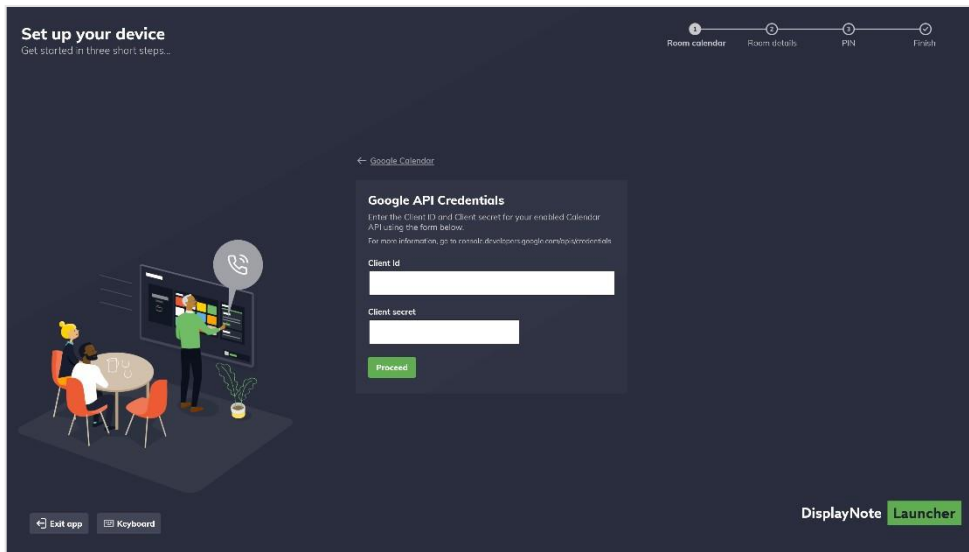 Set up your device
Get started in three short steps...
1
2
3
Room calendar
Room details
PIN
Finish
← Google Calendar
Google API Credentials
Enter the Client ID and Client secret for your enabled Calendar
API using the form below.
For more information, go to console.developers.google.com/apis/credentials
Client Id
Client secret
Proceed
Exit app
Keyboard
DisplayNote Launcher